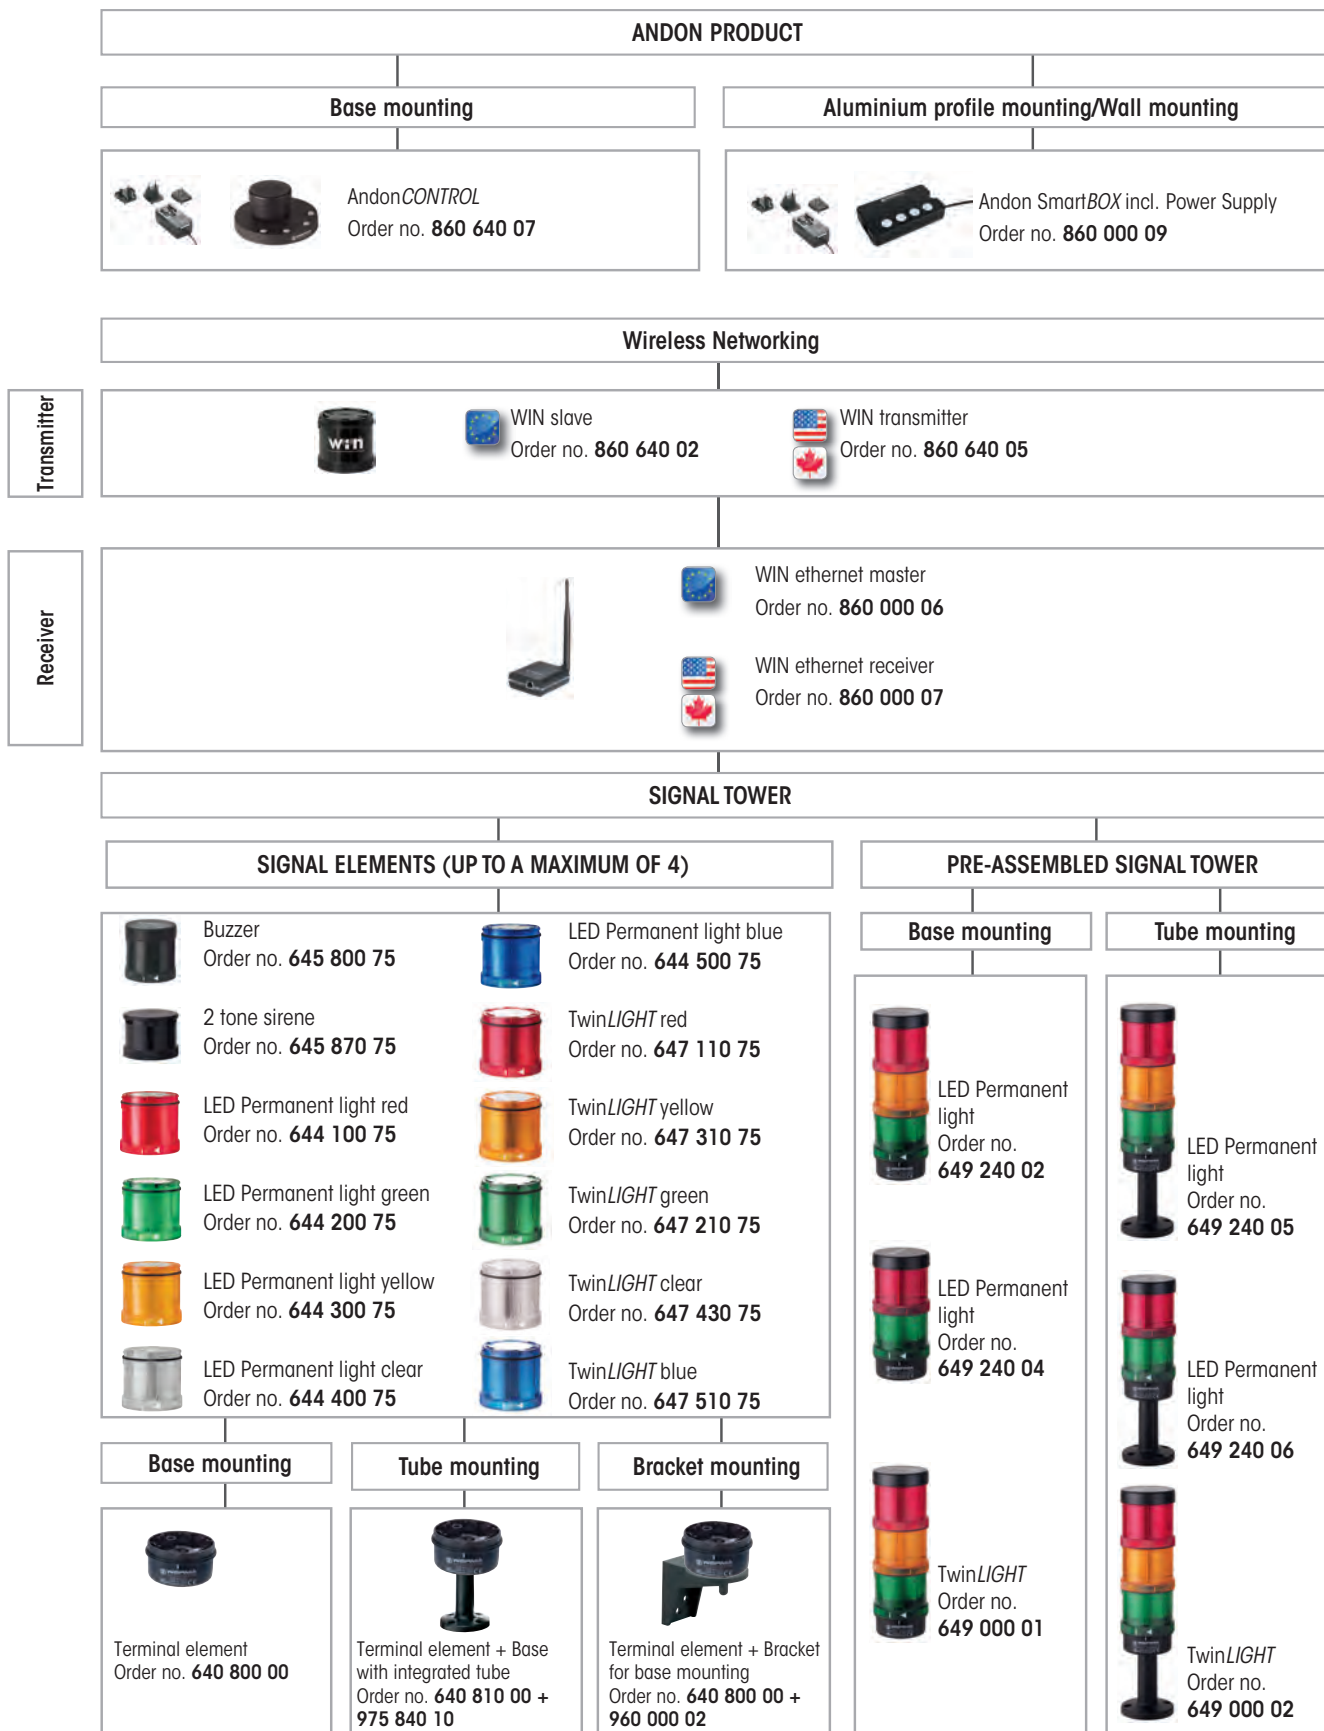 ANDON PRODUCT
Base mounting
Aluminium profile mounting/Wall mounting
AndonCONTROL
Order no. 860 640 07
Andon SmartBOX incl. Power Supply
Order no. 860 000 09
Wireless Networking
Transmitter
win
WIN slave
Order no. 860 640 02
WIN transmitter
Order no. 860 640 05
Receiver
WIN ethernet master
Order no. 860 000 06
WIN ethernet receiver
Order no. 860 000 07
SIGNAL TOWER
SIGNAL ELEMENTS (UP TO A MAXIMUM OF 4)
Buzzer
Order no. 645 800 75
2 tone sirene
Order no. 645 870 75
LED Permanent light red
Order no. 644 100 75
LED Permanent light green
Order no. 644 200 75
LED Permanent light yellow
Order no. 644 300 75
LED Permanent light clear
Order no. 644 400 75
LED Permanent light blue
Order no. 644 500 75
TwinLIGHT red
Order no. 647 110 75
TwinLIGHT yellow
Order no. 647 310 75
TwinLIGHT green
Order no. 647 210 75
TwinLIGHT clear
Order no. 647 430 75
TwinLIGHT blue
Order no. 647 510 75
Base mounting
Terminal element
Order no. 640 800 00
Tube mounting
Terminal element + Base
with integrated tube
Order no. 640 810 00 +
975 840 10
Bracket mounting
Terminal element + Bracket
for base mounting
Order no. 640 800 00 +
960 000 02
PRE-ASSEMBLED SIGNAL TOWER
Base mounting
LED Permanent
light
Order no.
649 240 02
LED Permanent
light
Order no.
649 240 04
TwinLIGHT
Order no.
649 000 01
Tube mounting
LED Permanent
light
Order no.
649 240 05
LED Permanent
light
Order no.
649 240 06
TwinLIGHT
Order no.
649 000 02